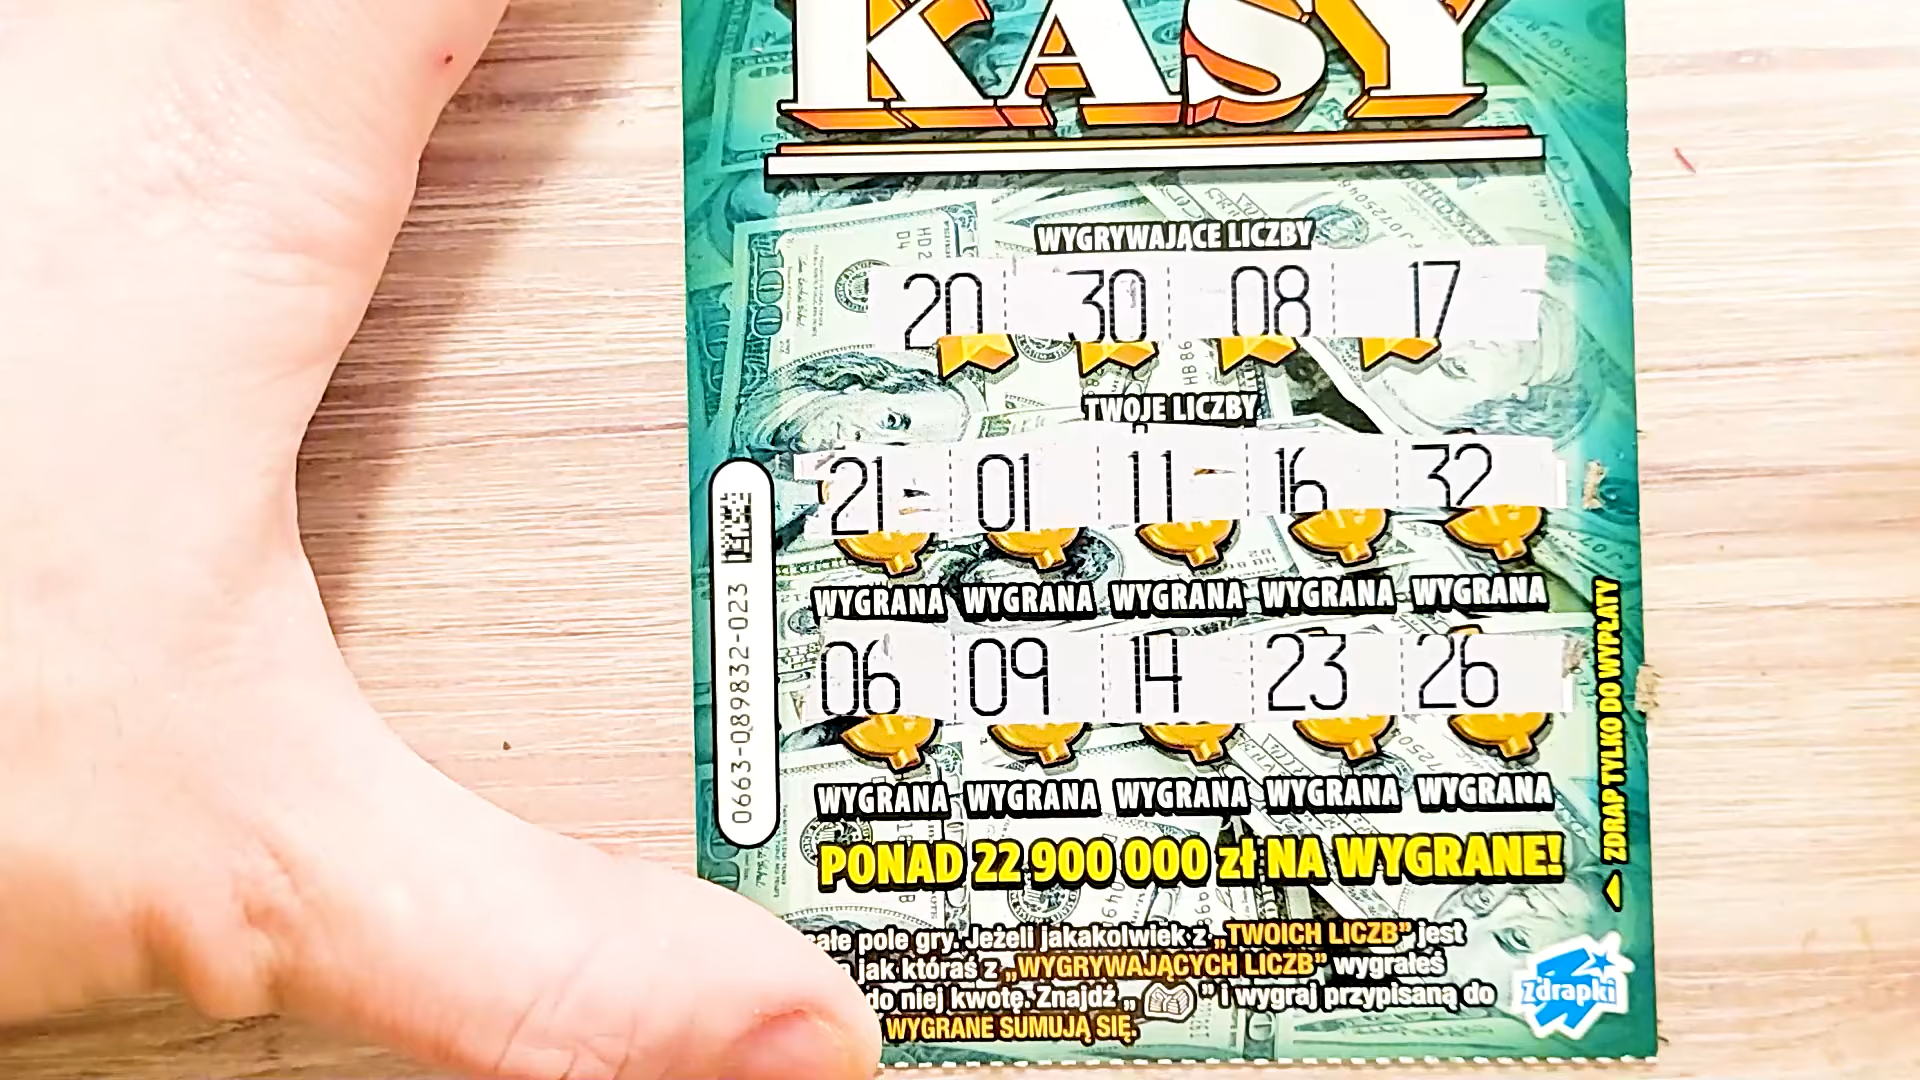 KASY
WYGRYWAJĄCE LICZBY
20 30 08 17
TWOJE LICZBY
21 01 11 16 32
WYGRANA WYGRANA WYGRANA WYGRANA WYGRANA
06 09 14 23 26
WYGRANA WYGRANA WYGRANA WYGRANA WYGRANA
PONAD 22 900 000 zł NA WYGRANE!
pole gry. Jeżeli jakakolwiek z „TWOICH LICZB” jest
jak któraś z „WYGRYWAJĄCYCH LICZB” wygrałeś
do niej kwotę. Znajdź „ ” i wygraj przypisaną do
WYGRANE SUMUJĄ SIĘ.
zdrapki
0663-089832-023
ZDRAP TYLKO DO WYPŁATY